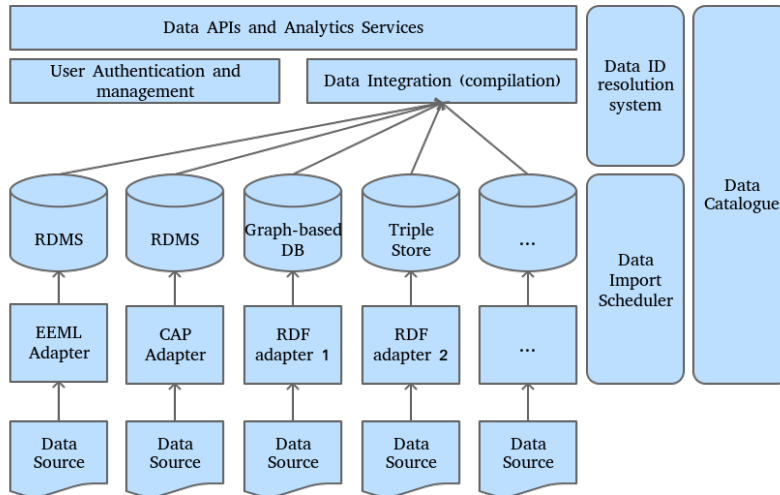 Data APIs and Analytics Services
User Authentication and
management
Data Integration (compilation)
Data ID
resolution
system
Data
Catalogue
RDMS
RDMS
Graph-based
DB
Triple
Store
...
Data
Import
Scheduler
EEML
Adapter
CAP
Adapter
RDF
adapter 1
RDF
adapter 2
...
Data
Source
Data
Source
Data
Source
Data
Source
Data
Source